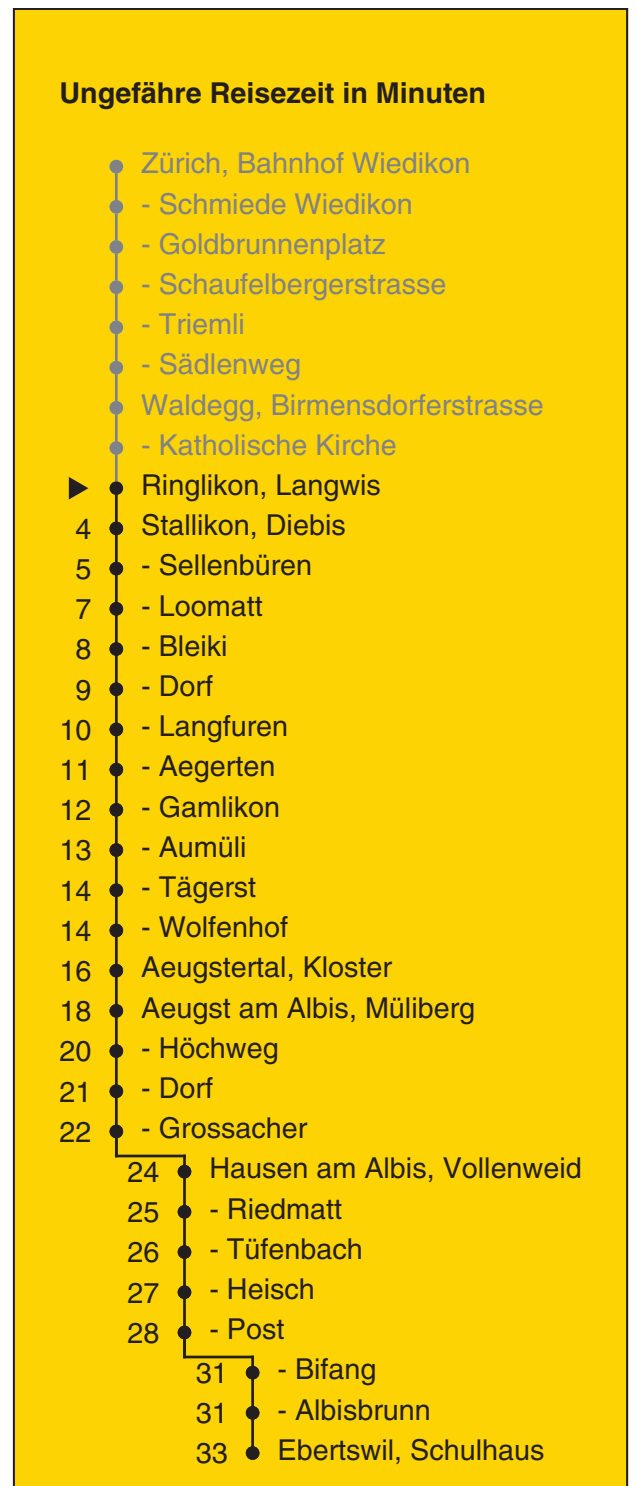 Ungefähre Reisezeit in Minuten
Zürich, Bahnhof Wiedikon
- Schmiede Wiedikon
- Goldbrunnenplatz
- Schaufelbergerstrasse
- Triemli
- Sädlenweg
Waldegg, Birmensdorferstrasse
- Katholische Kirche
Ringlikon, Langwis
4 Stallikon, Diebis
5 - Sellenbüren
7 - Loomatt
8 - Bleiki
9 - Dorf
10 - Langfuren
11 - Aegerten
12 - Gamlikon
13 - Aumüli
14 - Tägerst
14 - Wolfenhof
16 Aeugstertal, Kloster
18 Aeugst am Albis, Müliberg
20 - Höchweg
21 - Dorf
22 - Grossacher
24 Hausen am Albis, Vollenweid
25 - Riedmatt
26 - Tüfenbach
27 - Heisch
28 - Post
31 - Bifang
31 - Albisbrunn
33 Ebertswil, Schulhaus